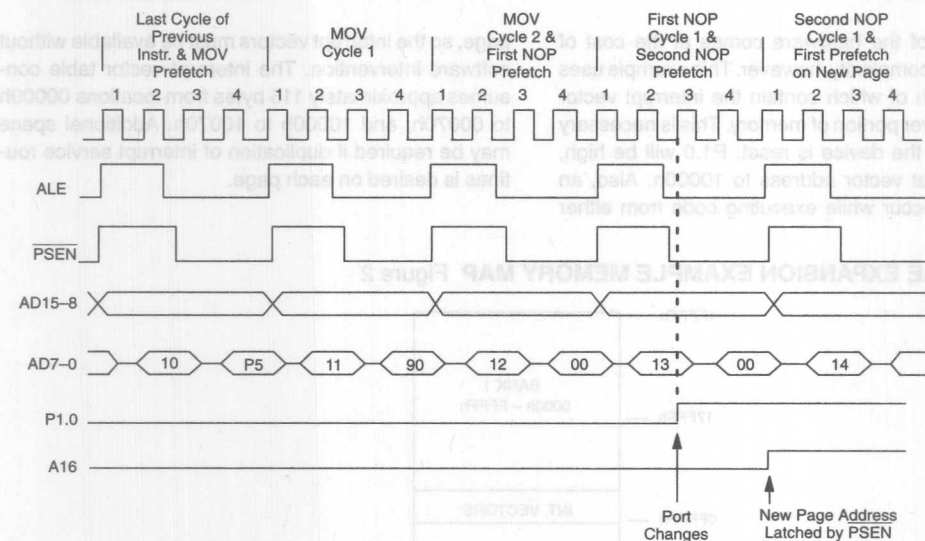 Last Cycle of
Previous
Instr. & Mov
Prefetch
MOV
Cycle 1
MOV
Cycle 2 &
First NOP
Prefetch
First NOP
Cycle 1 &
Second NOP
Prefetch
Second NOP
Cycle 1 &
First Prefetch
on New Page
1 2 3 4 1 2 3 4 1 2 3 4 1 2 3 4 1 2 3 4
ALE
PSEN
AD15–8
AD7–0 10 P5 11 90 12 00 13 00 14
P1.0
A16
Port
Changes
New Page Address
Latched by PSEN